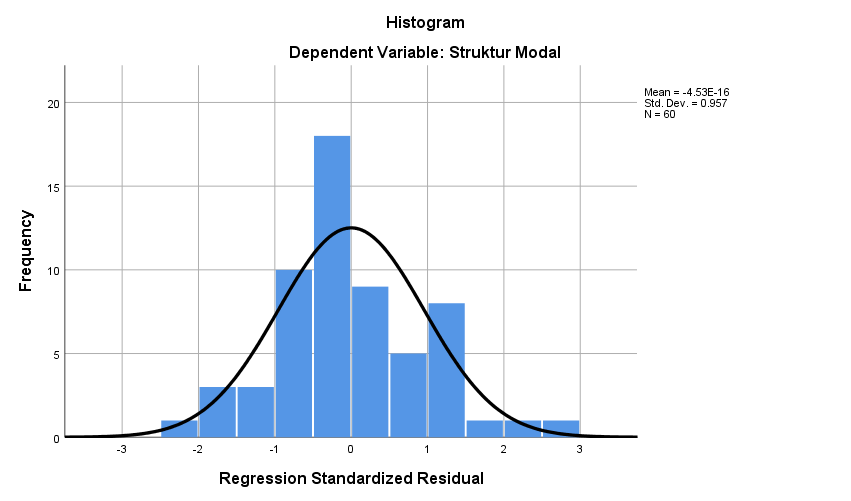 Histogram
Dependent Variable: Struktur Modal
Mean = -4.53E-16
Std. Dev. = 0.957
N = 60
20
15
10
5
0
Frequency
-3 -2 -1 0 1 2 3
Regression Standardized Residual